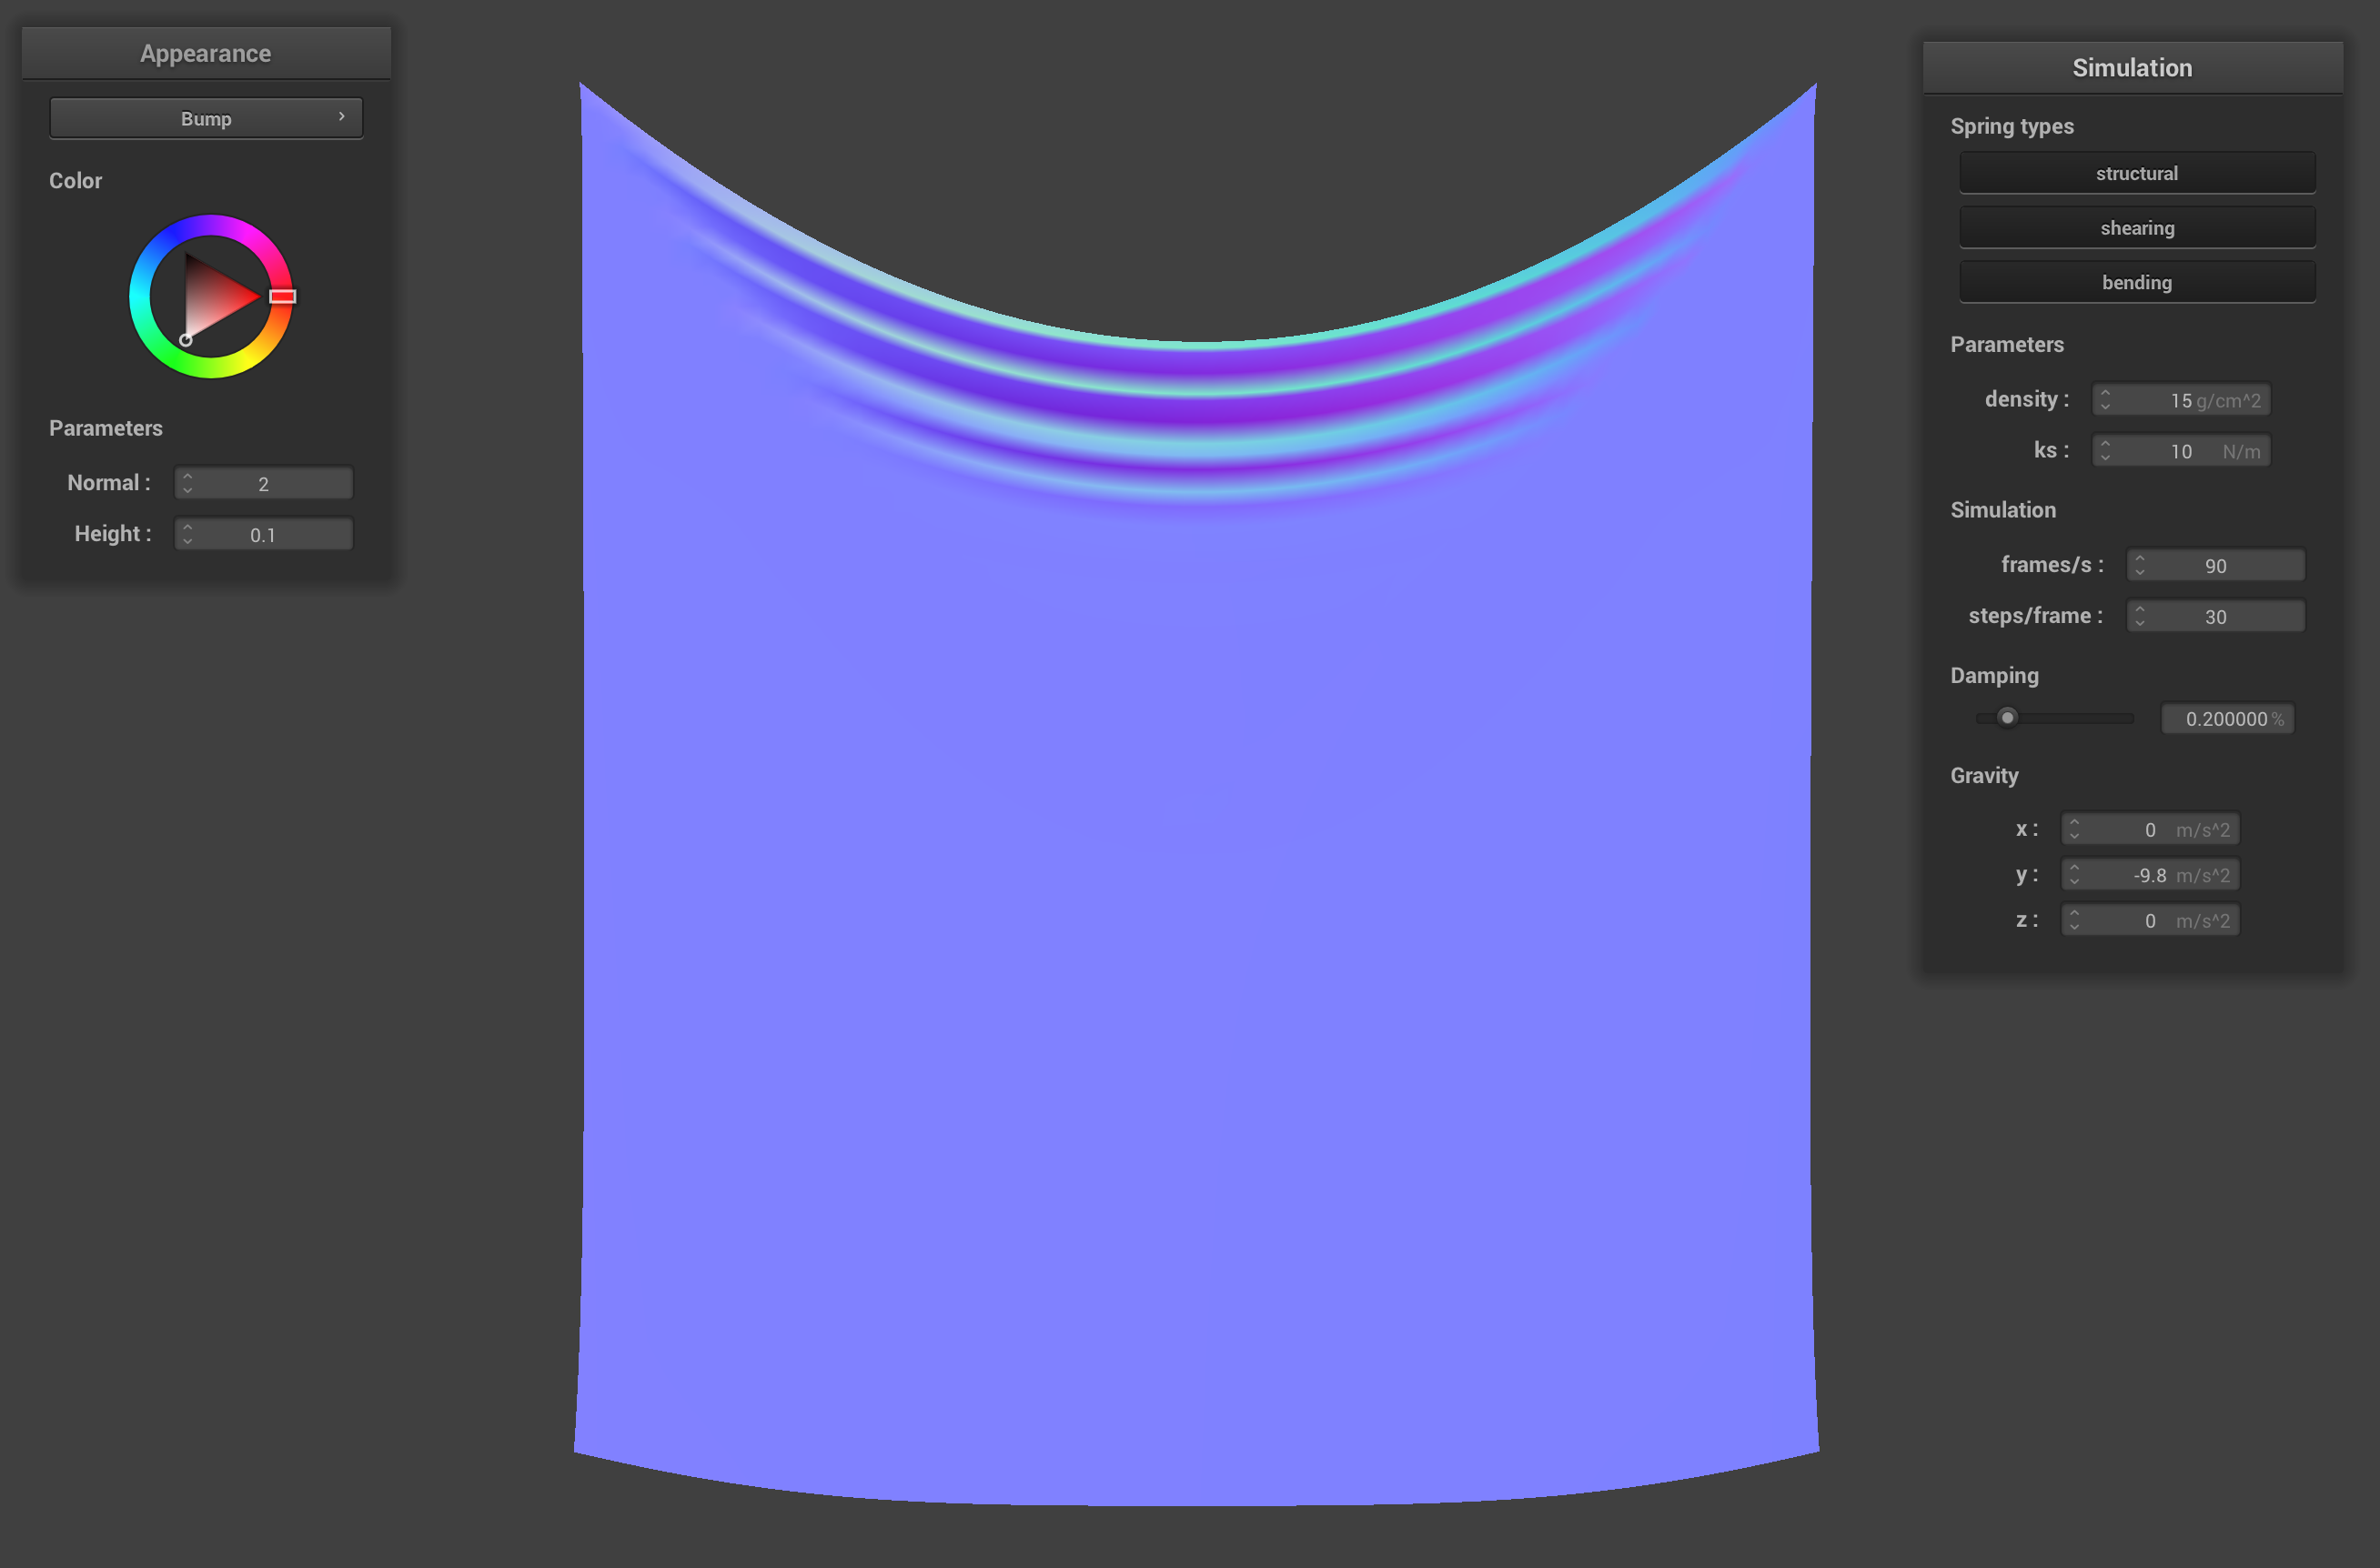 Appearance
Bump
Color
Parameters
Normal : 2
Height : 0.1
Simulation
Spring types
structural
shearing
bending
Parameters
density : 15 g/cm^2
ks : 10 N/m
Simulation
frames/s : 90
steps/frame : 30
Damping
0.200000 %
Gravity
x : 0 m/s^2
y : -9.8 m/s^2
z : 0 m/s^2